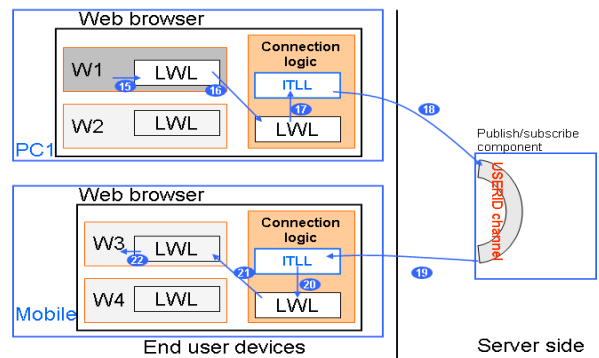 Web browser
W1
LWL
15
16
W2
LWL
Connection
logic
ITLL
17
LWL
PC1
18
Publish/subscribe
component
USERID channel
Web browser
W3
LWL
22
W4
LWL
Connection
logic
ITLL
21
20
LWL
19
Mobile
End user devices
Server side